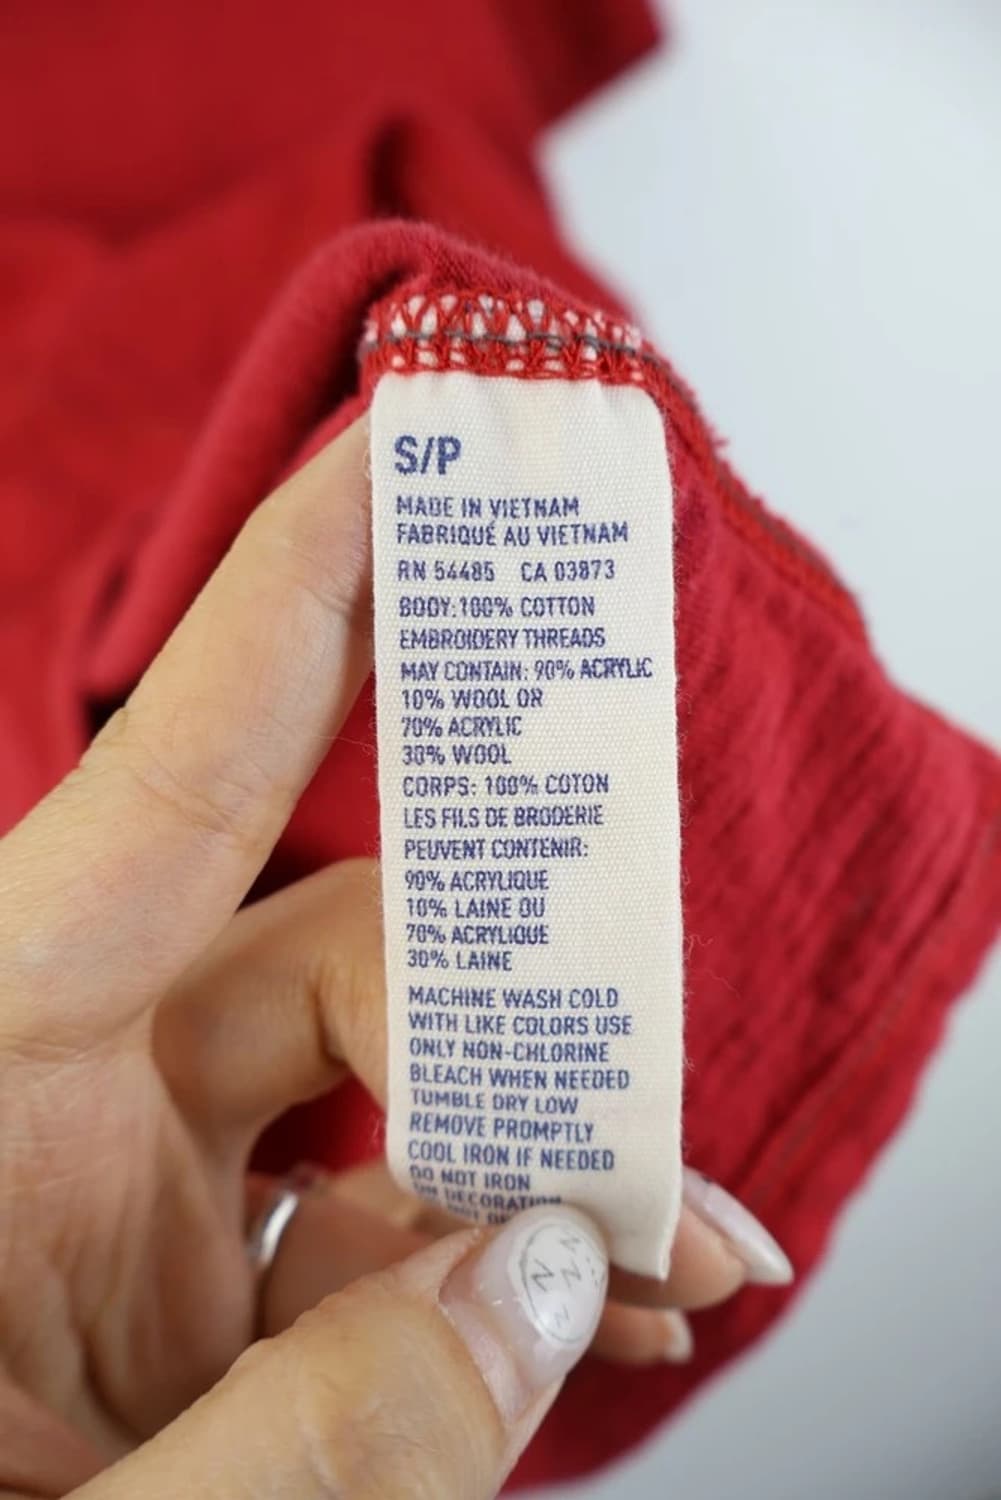 S/P
MADE IN VIETNAM
FABRIQUÉ AU VIETNAM
RN 54485 CA 03873
BODY:100% COTTON
EMBROIDERY THREADS
MAY CONTAIN: 90% ACRYLIC
10% WOOL OR
70% ACRYLIC
30% WOOL
CORPS: 100% COTON
LES FILS DE BRODERIE
PEUVENT CONTENIR:
90% ACRYLIQUE
10% LAINE OU
70% ACRYLIQUE
30% LAINE
MACHINE WASH COLD
WITH LIKE COLORS USE
ONLY NON-CHLORINE
BLEACH WHEN NEEDED
TUMBLE DRY LOW
REMOVE PROMPTLY
COOL IRON IF NEEDED
DO NOT IRON
ON DECORATION